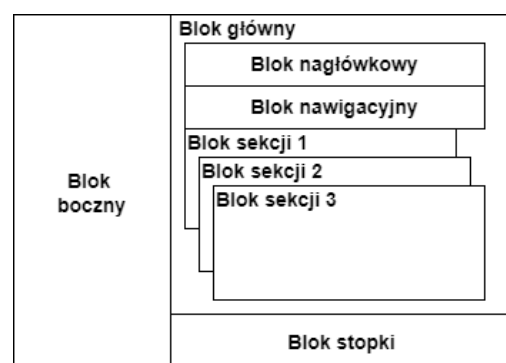 Blok główny
Blok nagłówkowy
Blok nawigacyjny
Blok sekcji 1
Blok sekcji 2
Blok sekcji 3
Blok
boczny
Blok stopki